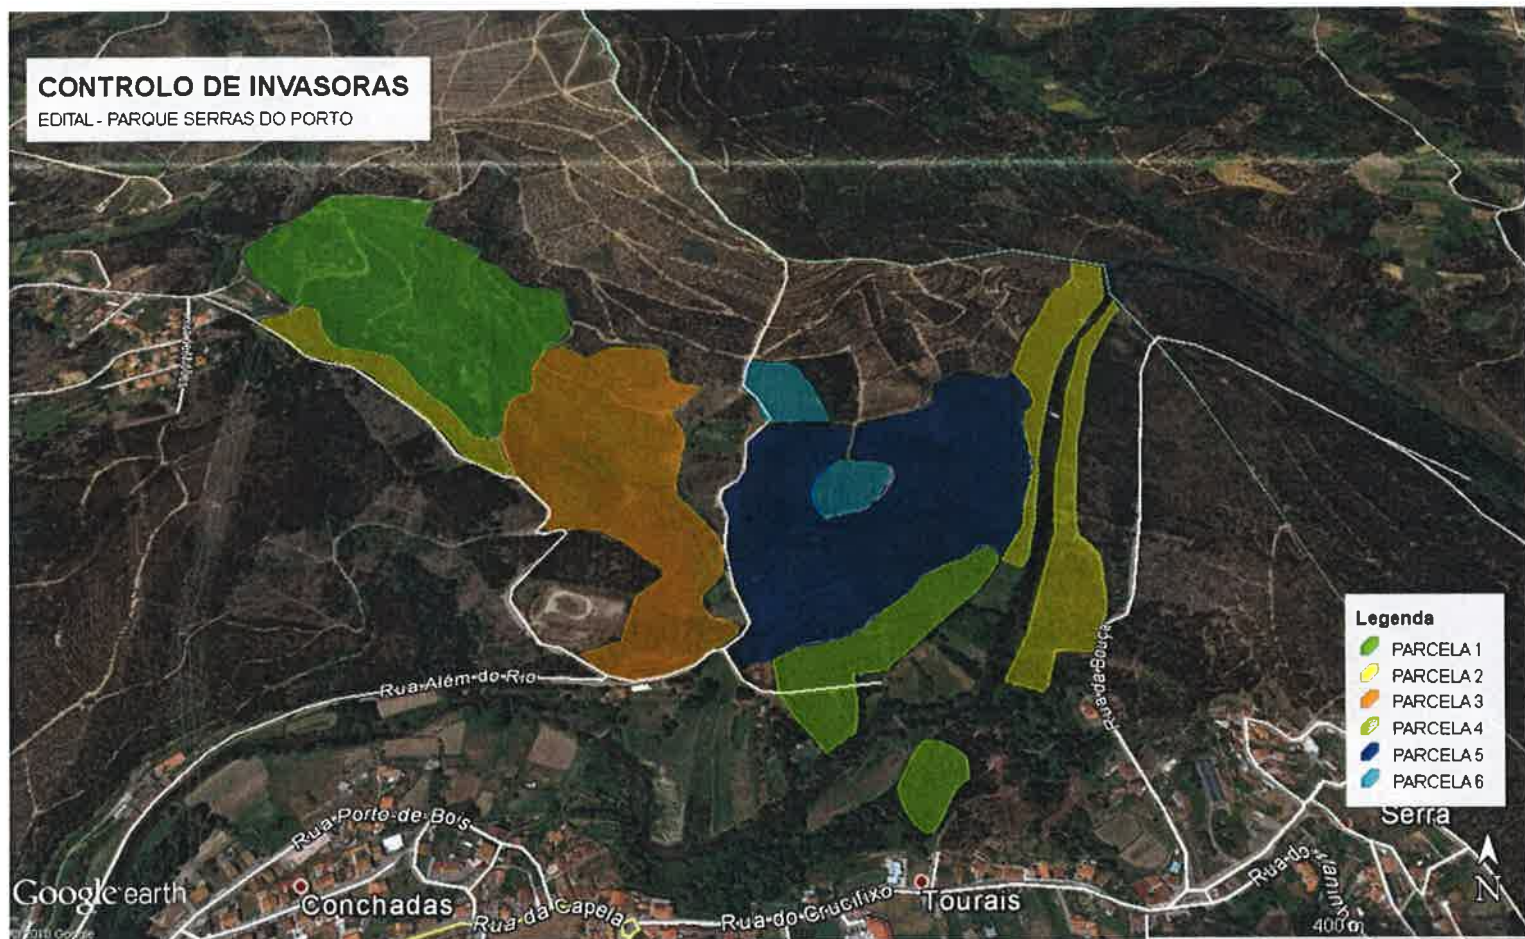 CONTROLO DE INVASORAS
EDITAL - PARQUE SERRAS DO PORTO
Legenda
PARCELA 1
PARCELA 2
PARCELA 3
PARCELA 4
PARCELA 5
PARCELA 6
Rua da Bouça
Rua Além do Rio
Rua Porto de Bois
Serra
Conchadas
Rua da Capela
Rua do Crucifixo
Tourais
Rua do
N
400 m
Google earth